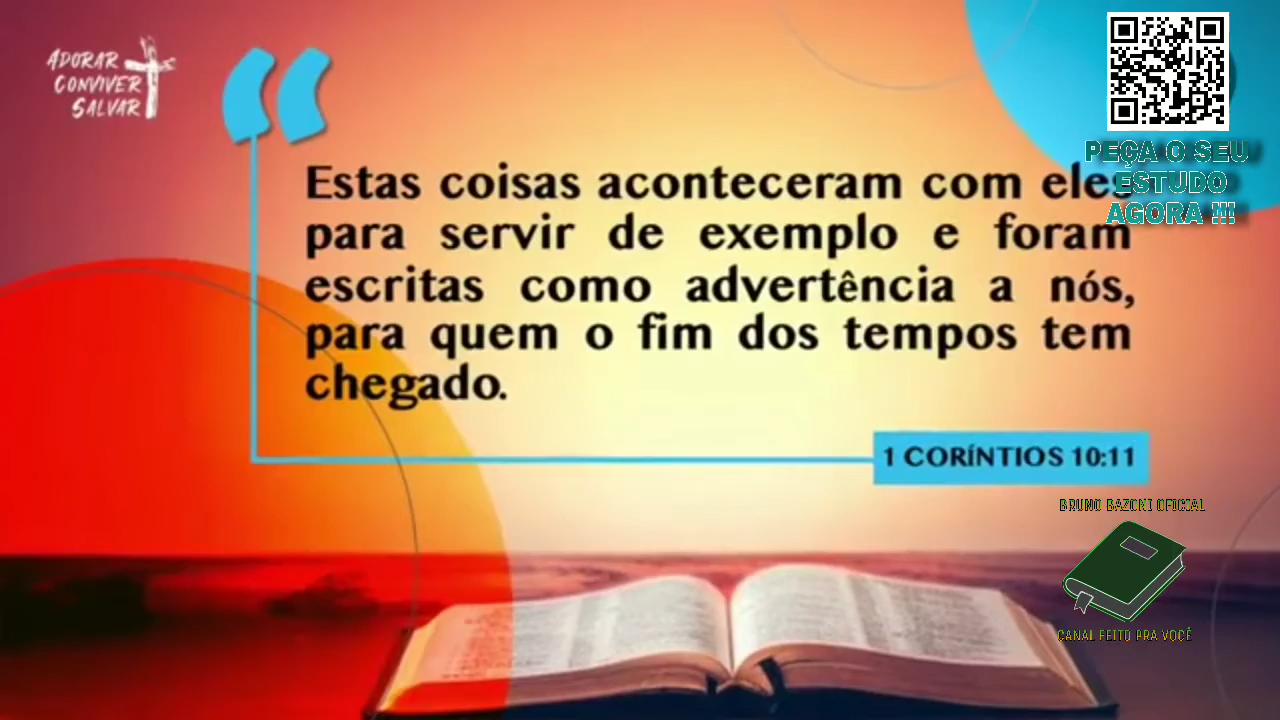 ADORAR
CONVIVER
SALVAR
PEÇA O SEU
ESTUDO
AGORA !!!
Estas coisas aconteceram com eles
para servir de exemplo e foram
escritas como advertência a nós,
para quem o fim dos tempos tem
chegado.
1 CORÍNTIOS 10:11
BRUNO BAZONI OFICIAL
CANAL FEITO PRA VOCÊ